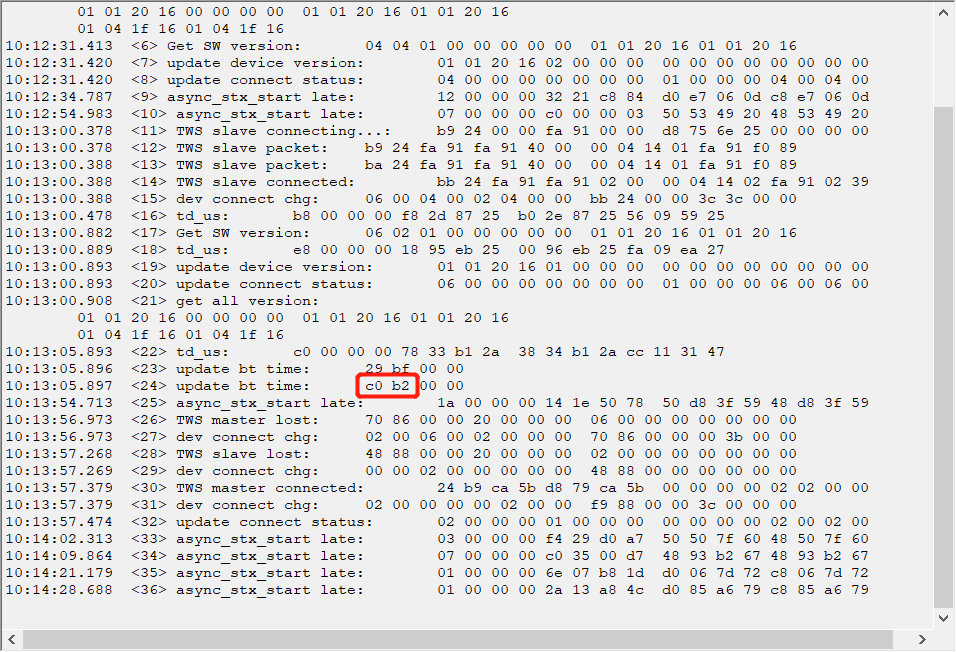 01 01 20 16 00 00 00 00  01 01 20 16 01 01 20 16
01 04 1f 16 01 04 1f 16
10:12:31.413  <6> Get SW version:  04 04 01 00 00 00 00 00  01 01 20 16 01 01 20 16
10:12:31.420  <7> update device version:  01 01 20 16 02 00 00 00  00 00 00 00 00 00 00 00
10:12:31.420  <8> update connect status:  04 00 00 00 00 00 00 00  01 00 00 00 04 00 04 00
10:12:34.787  <9> async_stx_start late:  12 00 00 00 32 21 c8 84  d0 e7 06 0d c8 e7 06 0d
10:12:54.983  <10> async_stx_start late:  07 00 00 00 c0 00 00 03  50 53 49 20 48 53 49 20
10:13:00.378  <11> TWS slave connecting...:  b9 24 00 00 fa 91 00 00  d8 75 6e 25 00 00 00 00
10:13:00.378  <12> TWS slave packet:  b9 24 fa 91 fa 91 40 00  00 04 14 01 fa 91 f0 89
10:13:00.388  <13> TWS slave packet:  ba 24 fa 91 fa 91 40 00  00 04 14 01 fa 91 f0 89
10:13:00.388  <14> TWS slave connected:  bb 24 fa 91 fa 91 02 00  00 04 14 02 fa 91 02 39
10:13:00.388  <15> dev connect chg:  06 00 04 00 02 04 00 00  bb 24 00 00 3c 3c 00 00
10:13:00.478  <16> td_us:  b8 00 00 00 f8 2d 87 25  b0 2e 87 25 56 09 59 25
10:13:00.882  <17> Get SW version:  06 02 01 00 00 00 00 00  01 01 20 16 01 01 20 16
10:13:00.889  <18> td_us:  e8 00 00 00 18 95 eb 25  00 96 eb 25 fa 09 ea 27
10:13:00.893  <19> update device version:  01 01 20 16 01 00 00 00  00 00 00 00 00 00 00 00
10:13:00.893  <20> update connect status:  06 00 00 00 00 00 00 00  01 00 00 00 06 00 06 00
10:13:00.908  <21> get all version:
01 01 20 16 00 00 00 00  01 01 20 16 01 01 20 16
01 04 1f 16 01 04 1f 16
10:13:05.893  <22> td_us:  c0 00 00 00 78 33 b1 2a  38 34 b1 2a cc 11 31 47
10:13:05.896  <23> update bt time:  29 bf 00 00
10:13:05.897  <24> update bt time:  c0 b2 00 00
10:13:54.713  <25> async_stx_start late:  1a 00 00 00 14 1e 50 78  50 d8 3f 59 48 d8 3f 59
10:13:56.973  <26> TWS master lost:  70 86 00 00 20 00 00 00  06 00 00 00 00 00 00 00
10:13:56.973  <27> dev connect chg:  02 00 06 00 02 00 00 00  70 86 00 00 00 3b 00 00
10:13:57.268  <28> TWS slave lost:  48 88 00 00 20 00 00 00  02 00 00 00 00 00 00 00
10:13:57.269  <29> dev connect chg:  00 00 02 00 00 00 00 00  48 88 00 00 00 00 00 00
10:13:57.379  <30> TWS master connected:  24 b9 ca 5b d8 79 ca 5b  00 00 00 00 02 02 00 00
10:13:57.379  <31> dev connect chg:  02 00 00 00 00 02 00 00  f9 88 00 00 3c 00 00 00
10:13:57.474  <32> update connect status:  02 00 00 00 01 00 00 00  00 00 00 00 02 00 02 00
10:14:02.313  <33> async_stx_start late:  03 00 00 00 f4 29 d0 a7  50 50 7f 60 48 50 7f 60
10:14:09.864  <34> async_stx_start late:  07 00 00 00 c0 35 00 d7  48 93 b2 67 48 93 b2 67
10:14:21.179  <35> async_stx_start late:  01 00 00 00 6e 07 b8 1d  d0 06 7d 72 c8 06 7d 72
10:14:28.688  <36> async_stx_start late:  01 00 00 00 2a 13 a8 4c  d0 85 a6 79 c8 85 a6 79